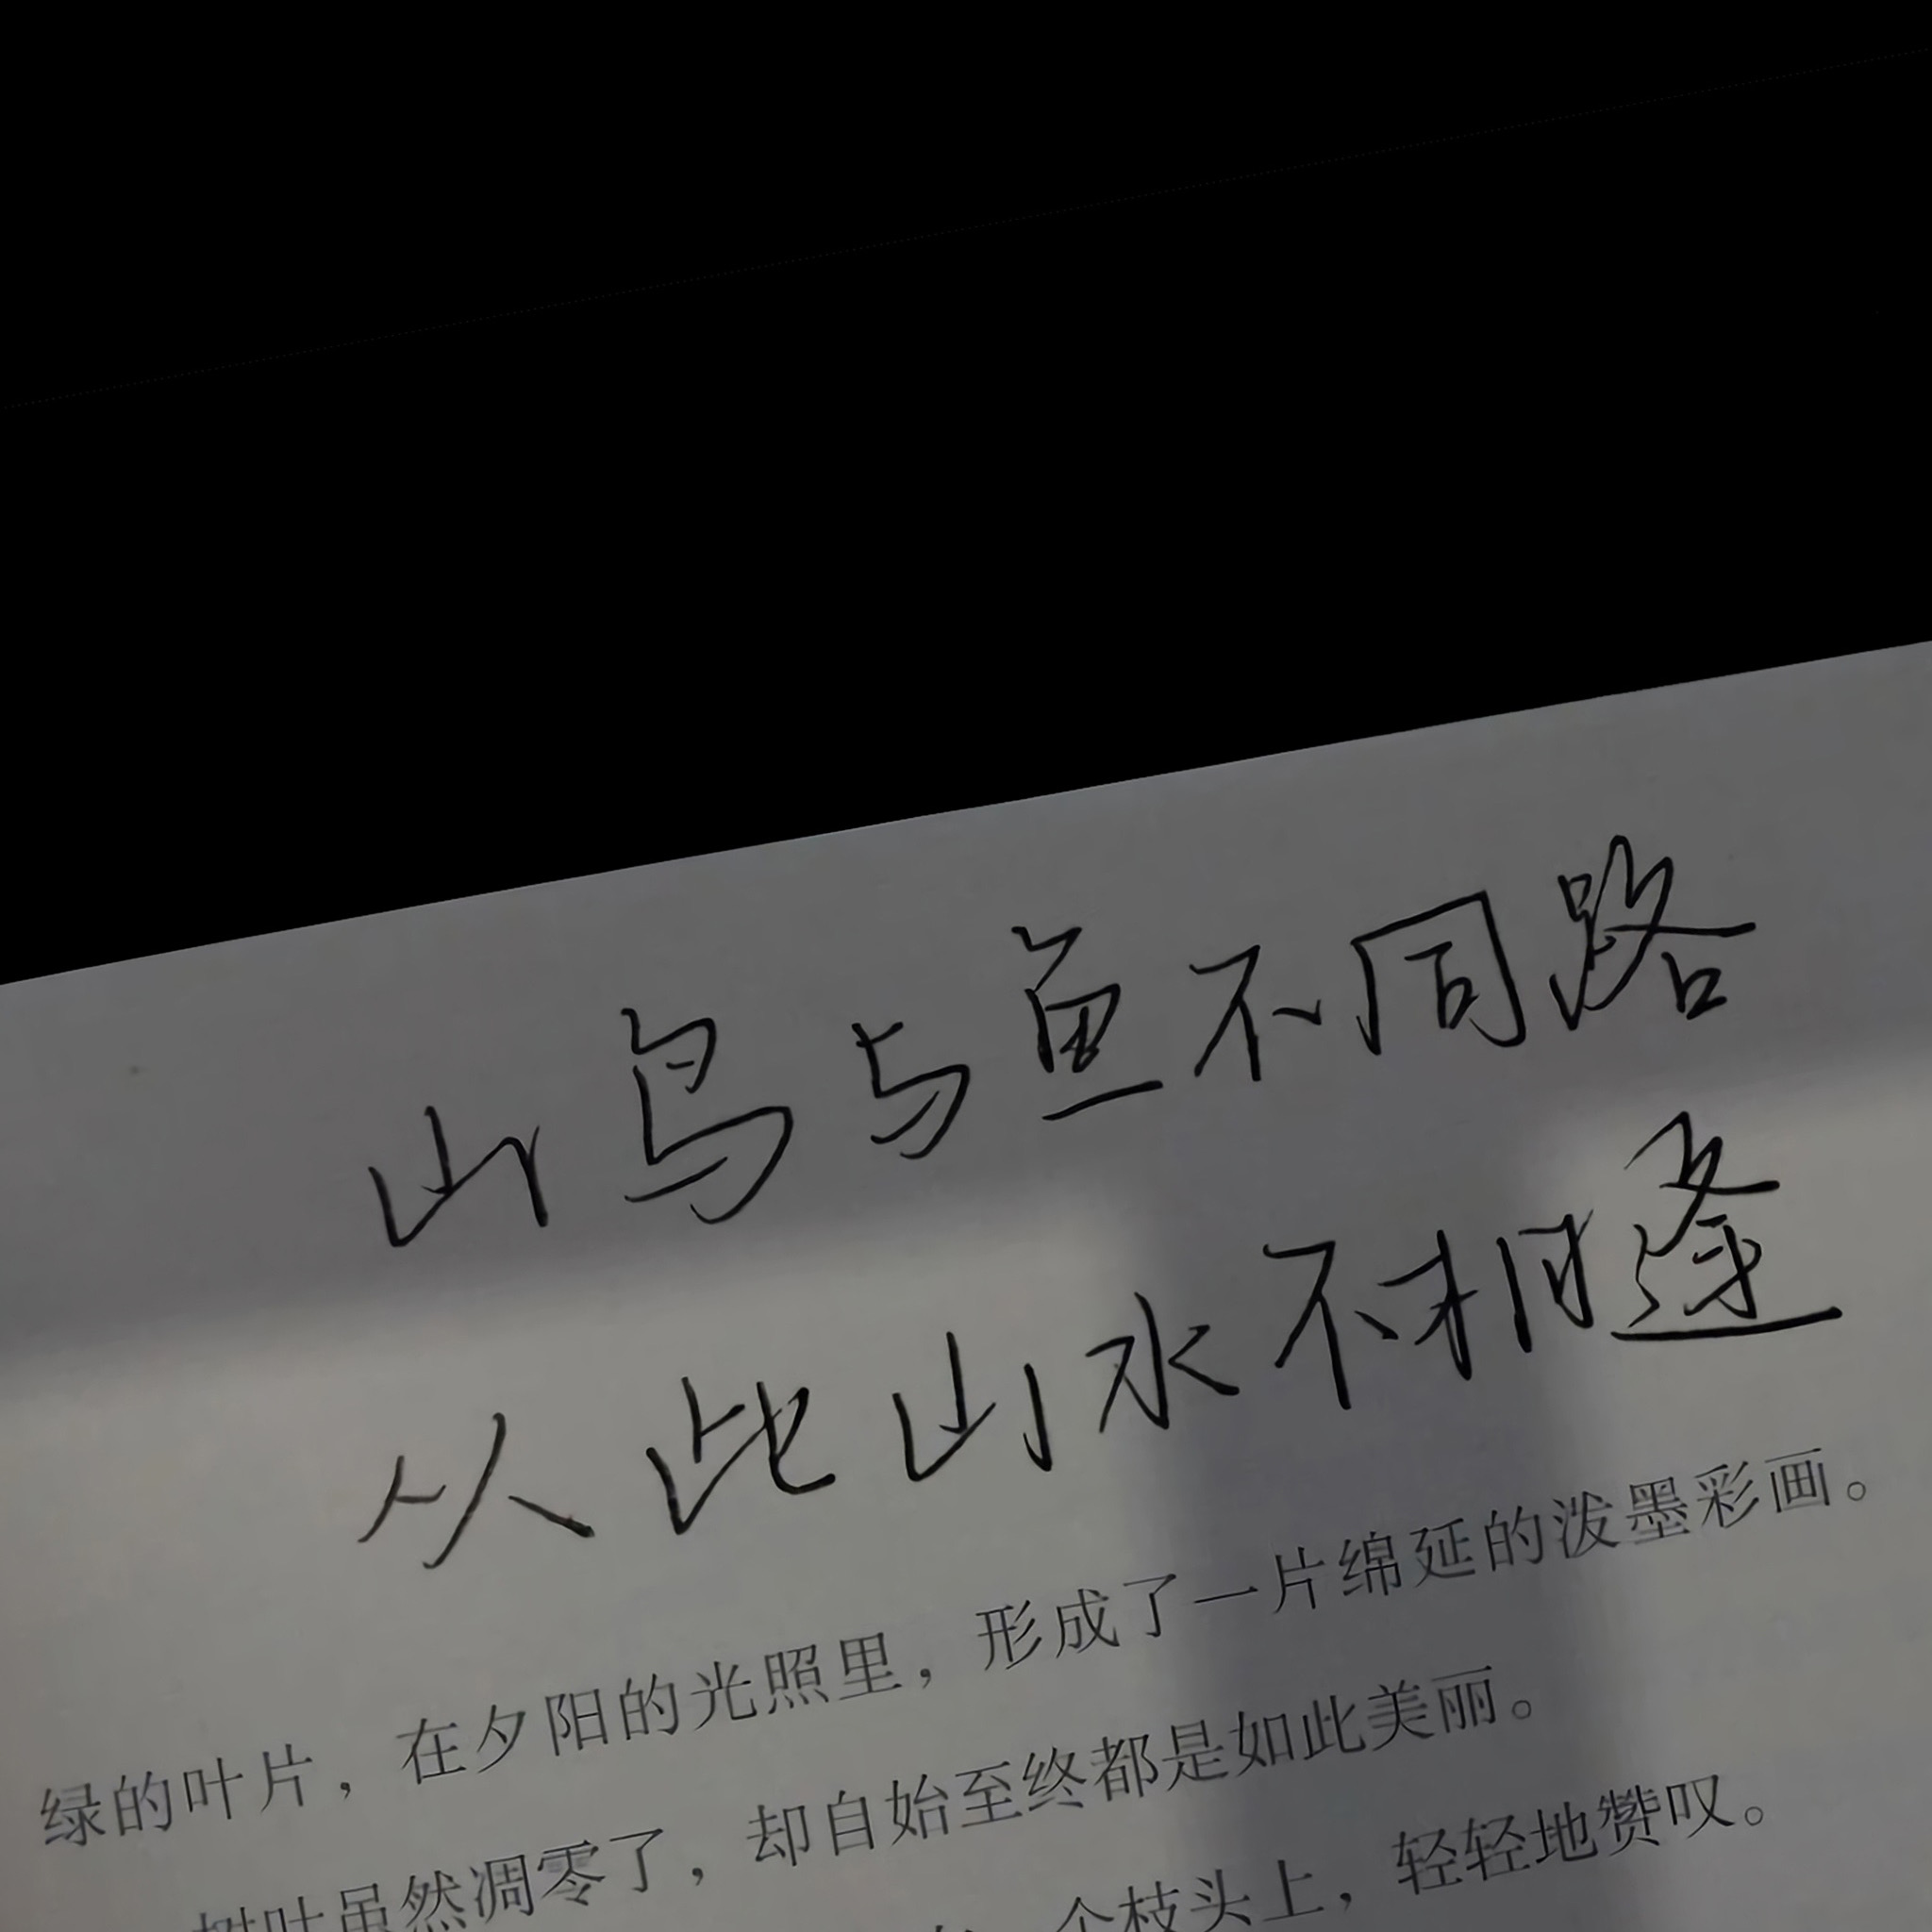 山鸟与鱼不同路
从此山水不相逢
绿的叶片，在夕阳的光照里，形成了一片绵延的泼墨彩画。
树叶虽然凋零了，却自始至终都是如此美丽。
个枝头上，轻轻地赞叹。